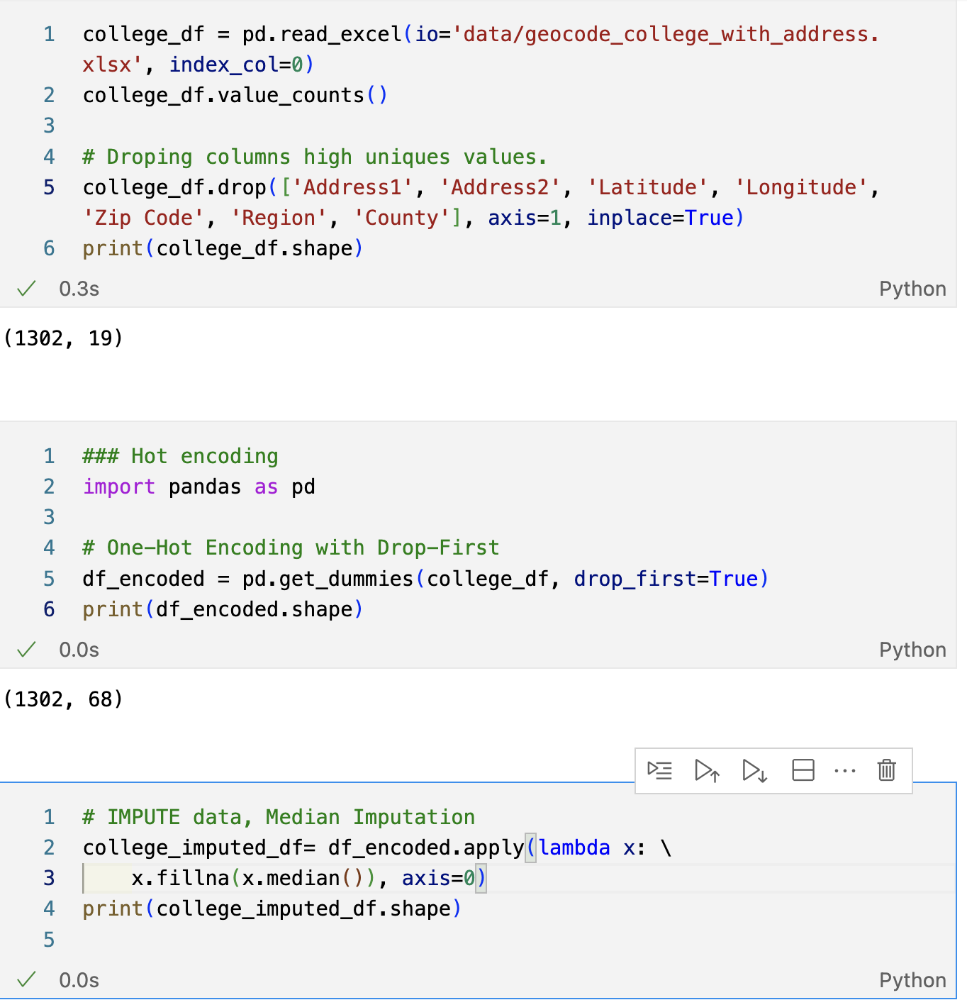 1 college_df = pd.read_excel(io='data/geocode_college_with_address.
xlsx', index_col=0)
2 college_df.value_counts()
3
4 # Droping columns high uniques values.
5 college_df.drop(['Address1', 'Address2', 'Latitude', 'Longitude',
'Zip Code', 'Region', 'County'], axis=1, inplace=True)
6 print(college_df.shape)
0.3s Python
(1302, 19)
1 ### Hot encoding
2 import pandas as pd
3
4 # One-Hot Encoding with Drop-First
5 df_encoded = pd.get_dummies(college_df, drop_first=True)
6 print(df_encoded.shape)
0.0s Python
(1302, 68)
1 # IMPUTE data, Median Imputation
2 college_imputed_df= df_encoded.apply(lambda x: \
3     x.fillna(x.median()), axis=0)
4 print(college_imputed_df.shape)
5
0.0s Python